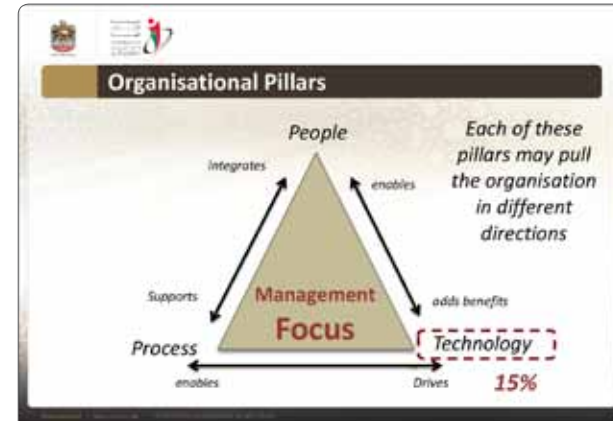 Organisational Pillars
People
Each of these
pillars may pull
the organisation
in different
directions
integrates
enables
Supports
adds benefits
Management
Focus
Process
Technology
enables
Drives
15%